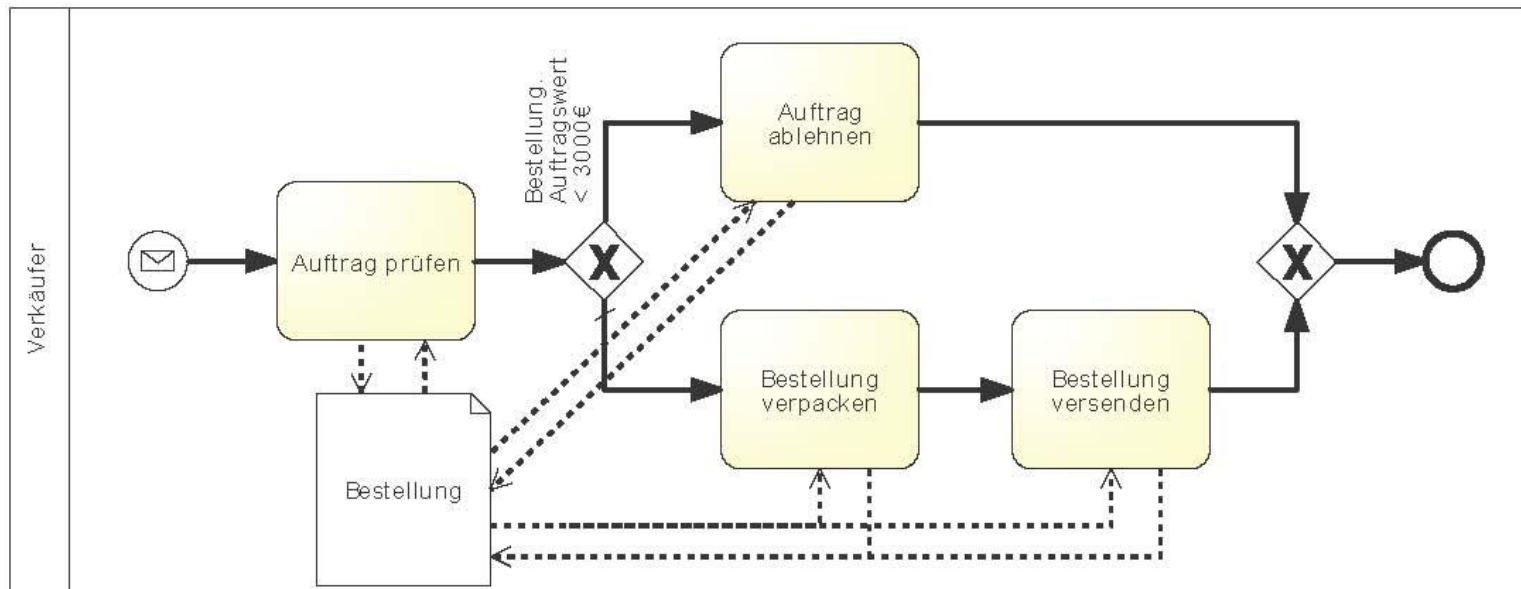 Verkäufer
Auftrag prüfen
Bestellung.
Auftragswert
< 3000€
X
Auftrag
ablehnen
Bestellung
verpacken
Bestellung
versenden
X
Bestellung